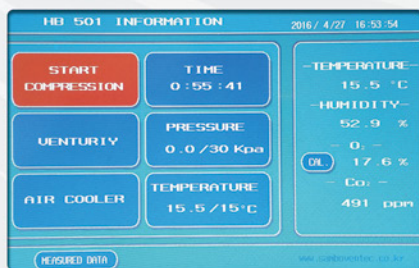 HB 501 INFORMATION
2016/ 4/27 16:53:54
START
COMPRESSION
TIME
0:55:41
VENTURIY
PRESSURE
0.0/30 Kpa
AIR COOLER
TEMPERATURE
15.5/15°C
-TEMPERATURE-
15.5 °C
-HUMIDITY-
52.9 %
- O₂ -
CAL. 17.6 %
- Co₂ -
491 ppm
MEASURED DATA
www.samboventec.co.kr